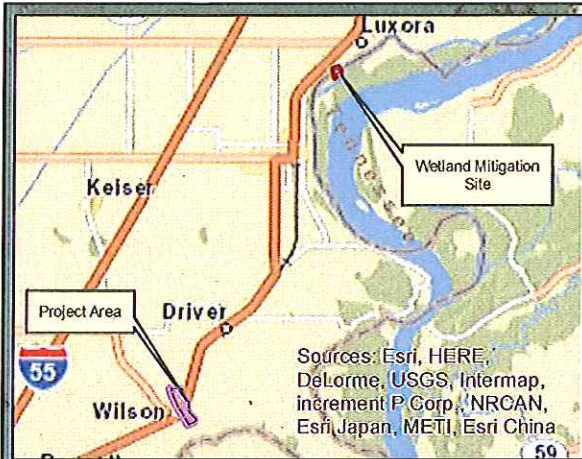 Luxora
Tennessee
Wetland Mitigation
Site
Keiser
Project Area
Driver
55
Wilson
Sources: Esri, HERE,
DeLorme, USGS, Intermap,
increment P Corp., NRCAN,
Esri Japan, METI, Esri China
59